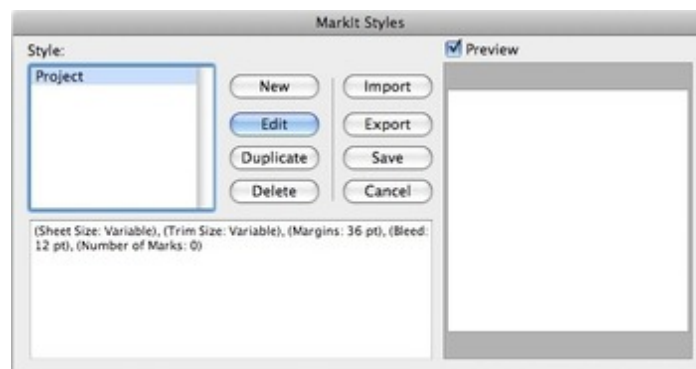 MarkIt Styles
Style:
Preview
Project
New
Import
Edit
Export
Duplicate
Save
Delete
Cancel
(Sheet Size: Variable), (Trim Size: Variable), (Margins: 36 pt), (Bleed:
12 pt), (Number of Marks: 0)